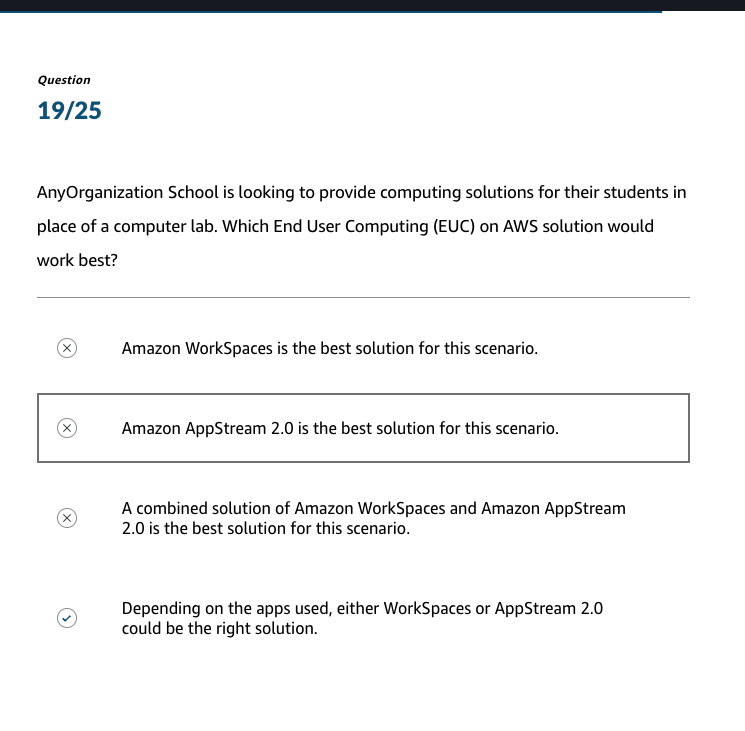 Question
19/25
AnyOrganization School is looking to provide computing solutions for their students in
place of a computer lab. Which End User Computing (EUC) on AWS solution would
work best?
Amazon WorkSpaces is the best solution for this scenario.
Amazon AppStream 2.0 is the best solution for this scenario.
A combined solution of Amazon WorkSpaces and Amazon AppStream
2.0 is the best solution for this scenario.
Depending on the apps used, either WorkSpaces or AppStream 2.0
could be the right solution.